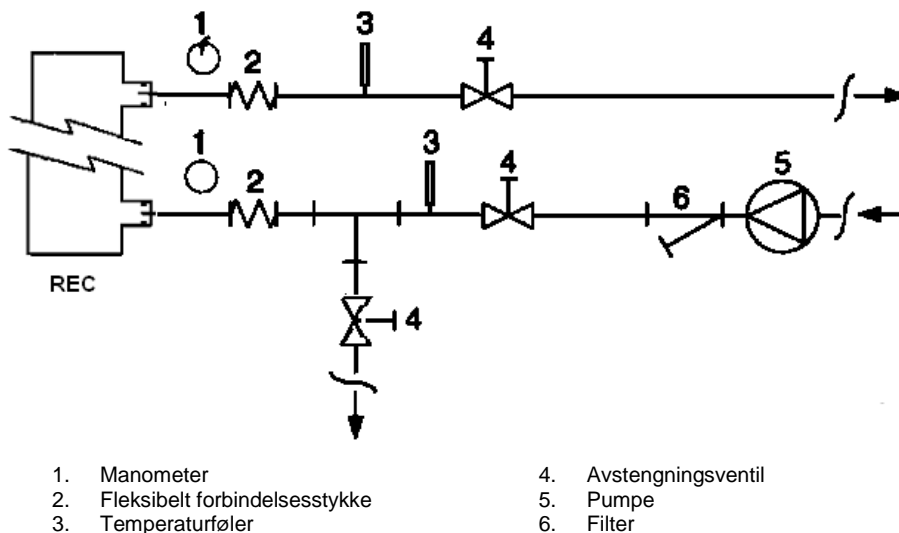 1
2
3
4
1
2
3
4
6
5
REC
4
1. Manometer
2. Fleksibelt forbindelsesstykke
3. Temperaturføler
4. Avstengningsventil
5. Pumpe
6. Filter